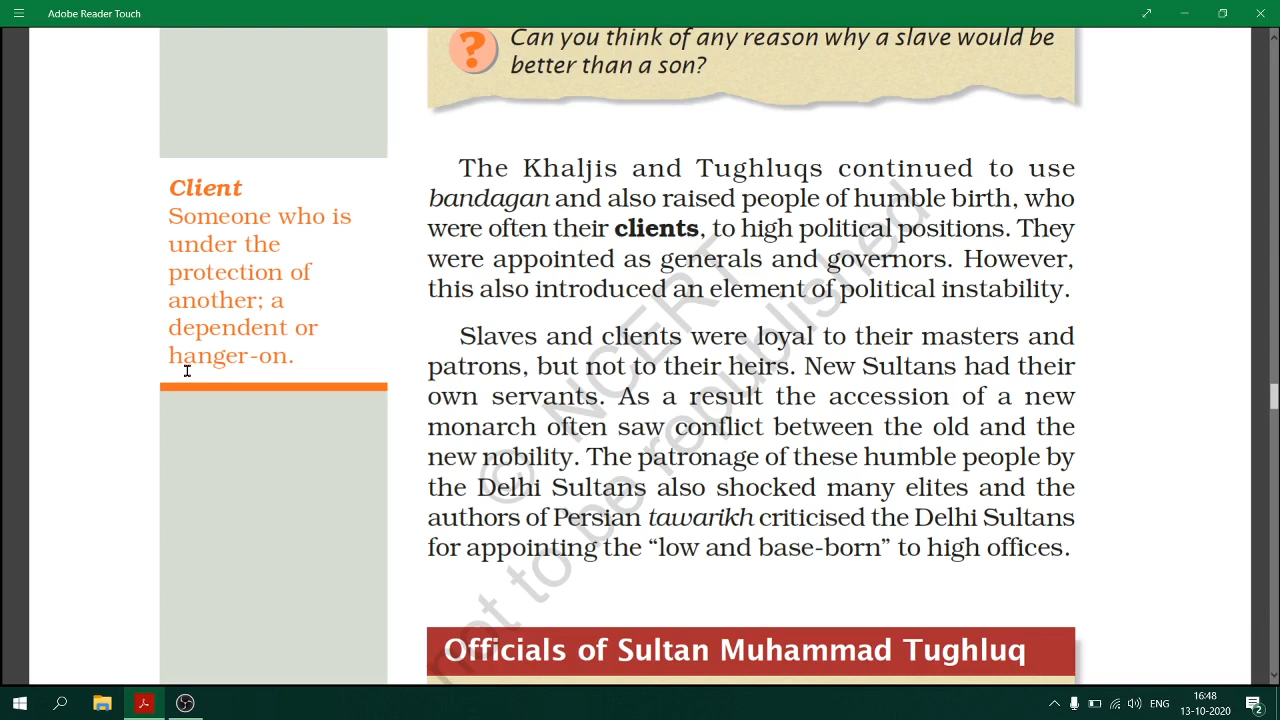 Adobe Reader Touch
Can you think of any reason why a slave would be
better than a son?
?
Client
Someone who is
under the
protection of
another; a
dependent or
hanger-on.
The Khaljis and Tughluqs continued to use
bandagan and also raised people of humble birth, who
were often their clients, to high political positions. They
were appointed as generals and governors. However,
this also introduced an element of political instability.
Slaves and clients were loyal to their masters and
patrons, but not to their heirs. New Sultans had their
own servants. As a result the accession of a new
monarch often saw conflict between the old and the
new nobility. The patronage of these humble people by
the Delhi Sultans also shocked many elites and the
authors of Persian tawarikh criticised the Delhi Sultans
for appointing the “low and base-born” to high offices.
© NCERT
not to be republished
Officials of Sultan Muhammad Tughluq
ENG
16:48
13-10-2020
2